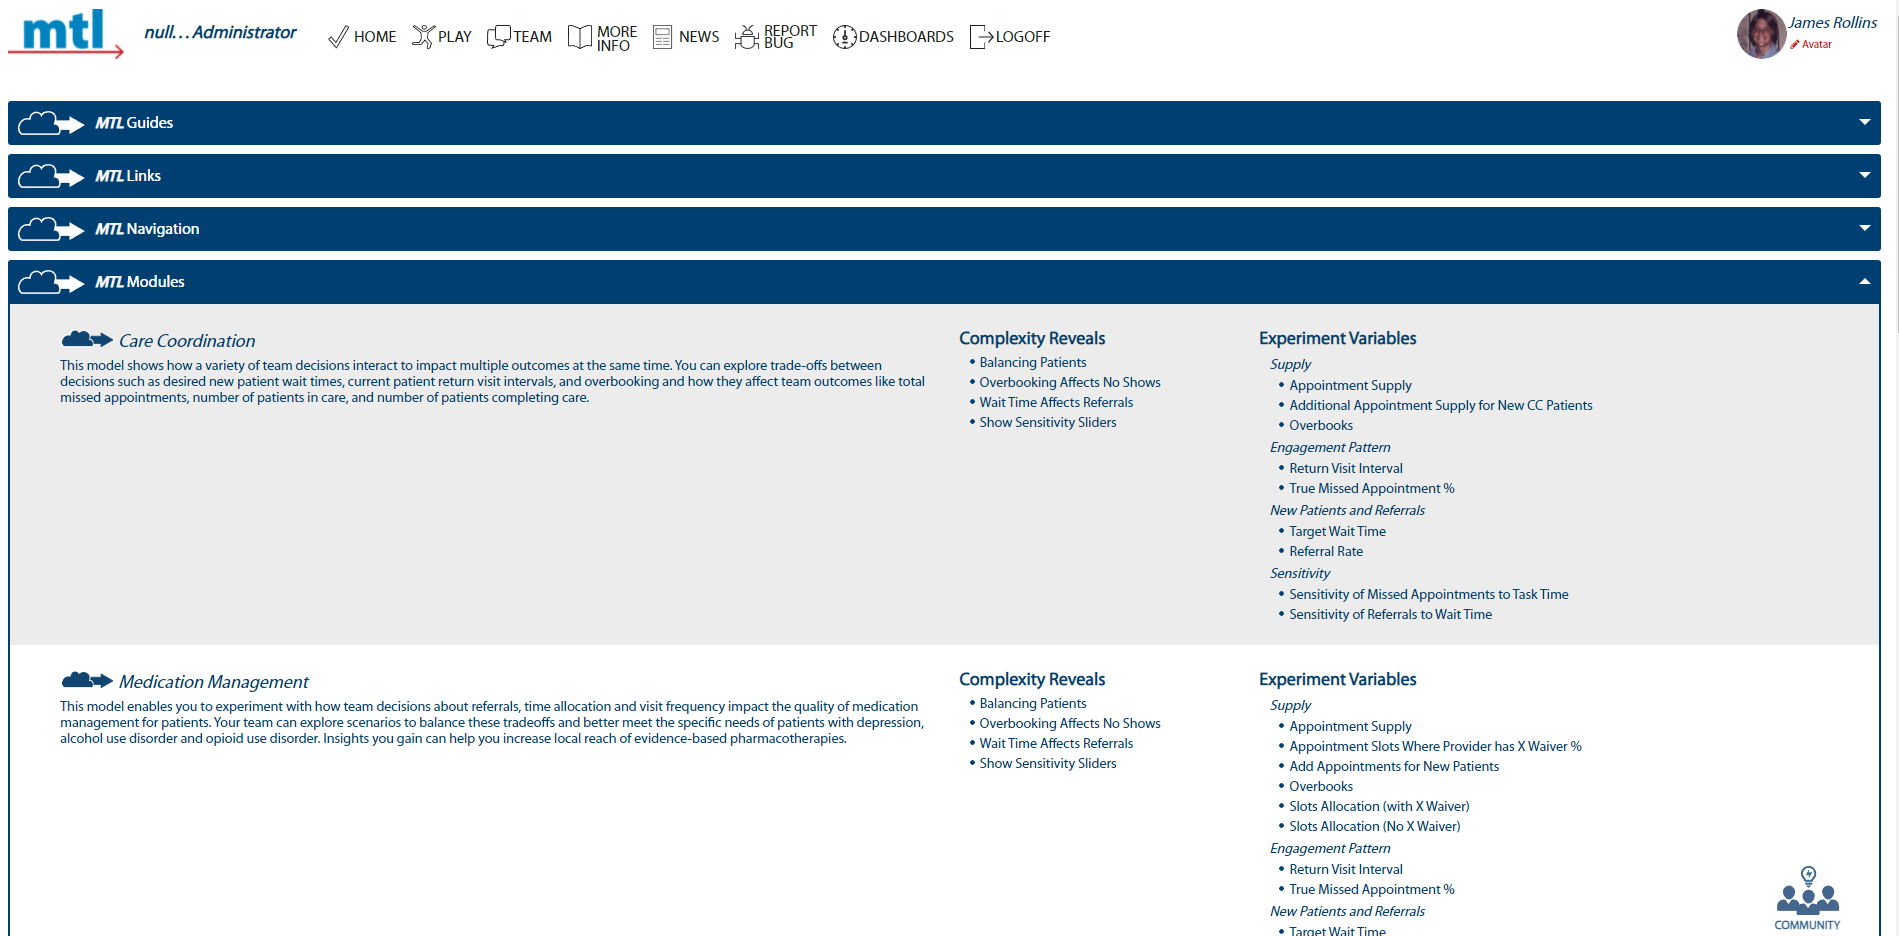 mtl
null...Administrator
HOME
PLAY
TEAM
MORE
INFO
NEWS
REPORT
BUG
DASHBOARDS
LOGOFF
James Rollins
Avatar
MTL Guides
MTL Links
MTL Navigation
MTL Modules
Care Coordination
This model shows how a variety of team decisions interact to impact multiple outcomes at the same time. You can explore trade-offs between
decisions such as desired new patient wait times, current patient return visit intervals, and overbooking and how they affect team outcomes like total
missed appointments, number of patients in care, and number of patients completing care.
Complexity Reveals
• Balancing Patients
• Overbooking Affects No Shows
• Wait Time Affects Referrals
• Show Sensitivity Sliders
Experiment Variables
Supply
• Appointment Supply
• Additional Appointment Supply for New CC Patients
• Overbooks
Engagement Pattern
• Return Visit Interval
• True Missed Appointment %
New Patients and Referrals
• Target Wait Time
• Referral Rate
Sensitivity
• Sensitivity of Missed Appointments to Task Time
• Sensitivity of Referrals to Wait Time
Medication Management
This model enables you to experiment with how team decisions about referrals, time allocation and visit frequency impact the quality of medication
management for patients. Your team can explore scenarios to balance these tradeoffs and better meet the specific needs of patients with depression,
alcohol use disorder and opioid use disorder. Insights you gain can help you increase local reach of evidence-based pharmacotherapies.
Complexity Reveals
• Balancing Patients
• Overbooking Affects No Shows
• Wait Time Affects Referrals
• Show Sensitivity Sliders
Experiment Variables
Supply
• Appointment Supply
• Appointment Slots Where Provider has X Waiver %
• Add Appointments for New Patients
• Overbooks
• Slots Allocation (with X Waiver)
• Slots Allocation (No X Waiver)
Engagement Pattern
• Return Visit Interval
• True Missed Appointment %
New Patients and Referrals
• Target Wait Time
COMMUNITY